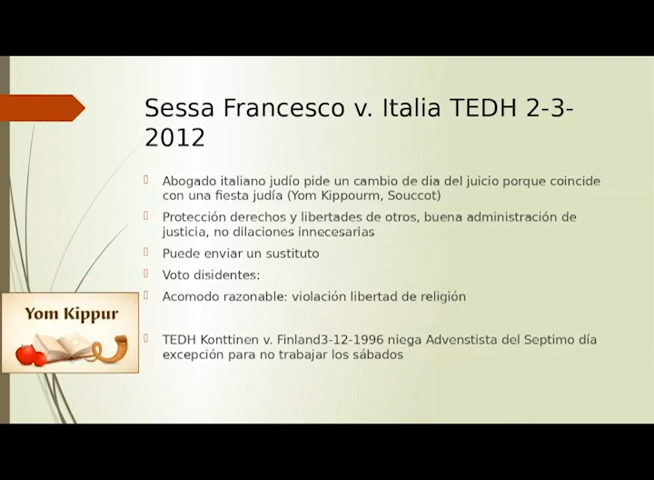 Sessa Francesco v. Italia TEDH 2-3-
2012
Abogado italiano judío pide un cambio de dia del juicio porque coincide
con una fiesta judía (Yom Kippourm, Souccot)
Protección derechos y libertades de otros, buena administración de
justicia, no dilaciones innecesarias
Puede enviar un sustituto
Voto disidentes:
Acomodo razonable: violación libertad de religión
Yom Kippur
TEDH Konttinen v. Finland3-12-1996 niega Advenstista del Septimo día
excepción para no trabajar los sábados